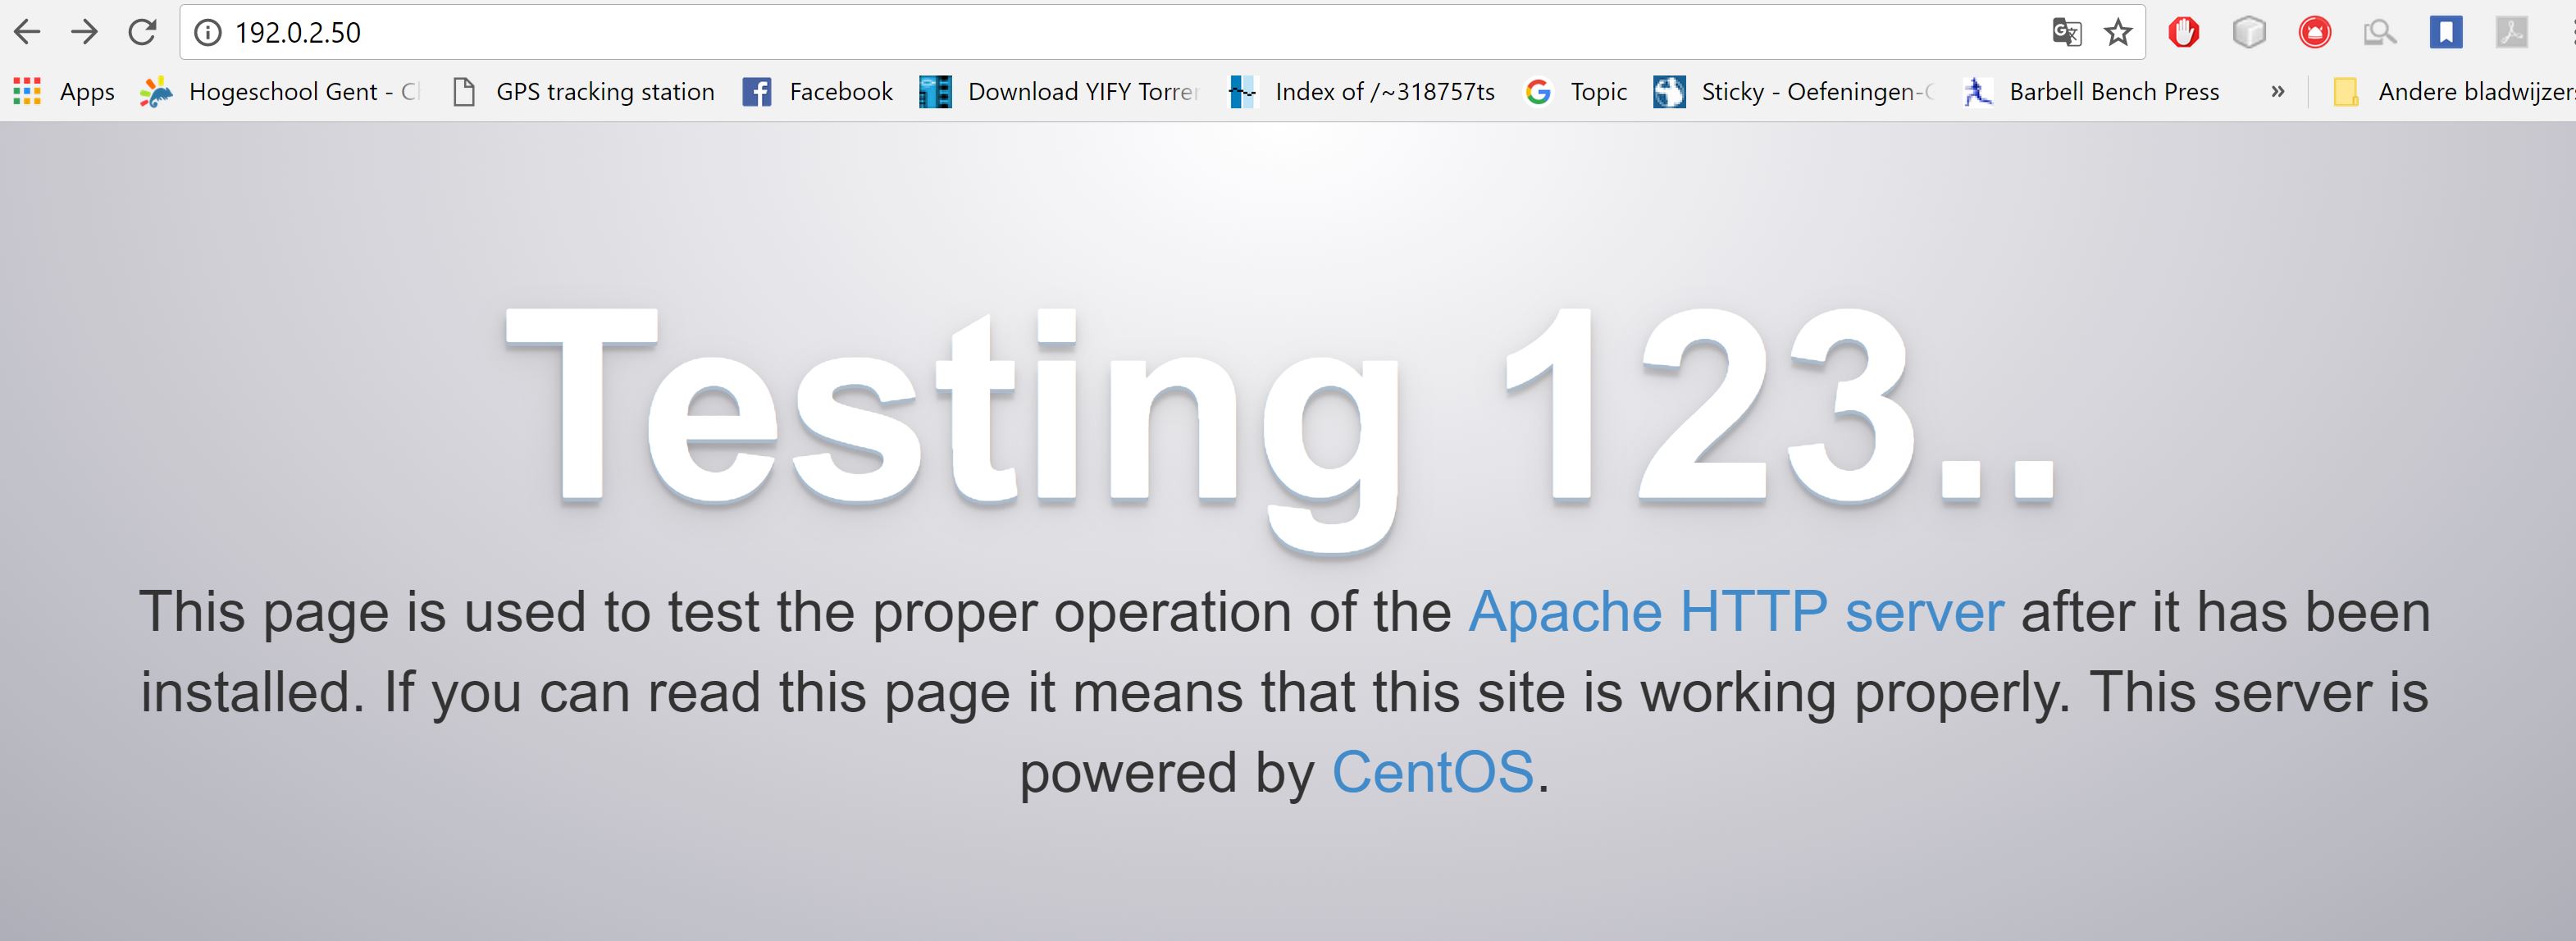 192.0.2.50
Apps Hogeschool Gent - GPS tracking station Facebook Download YIFY Index of /~318757ts Topic Sticky - Oefeningen- Barbell Bench Press » Andere
Testing 123..
This page is used to test the proper operation of the Apache HTTP server after it has been
installed. If you can read this page it means that this site is working properly. This server is
powered by CentOS.